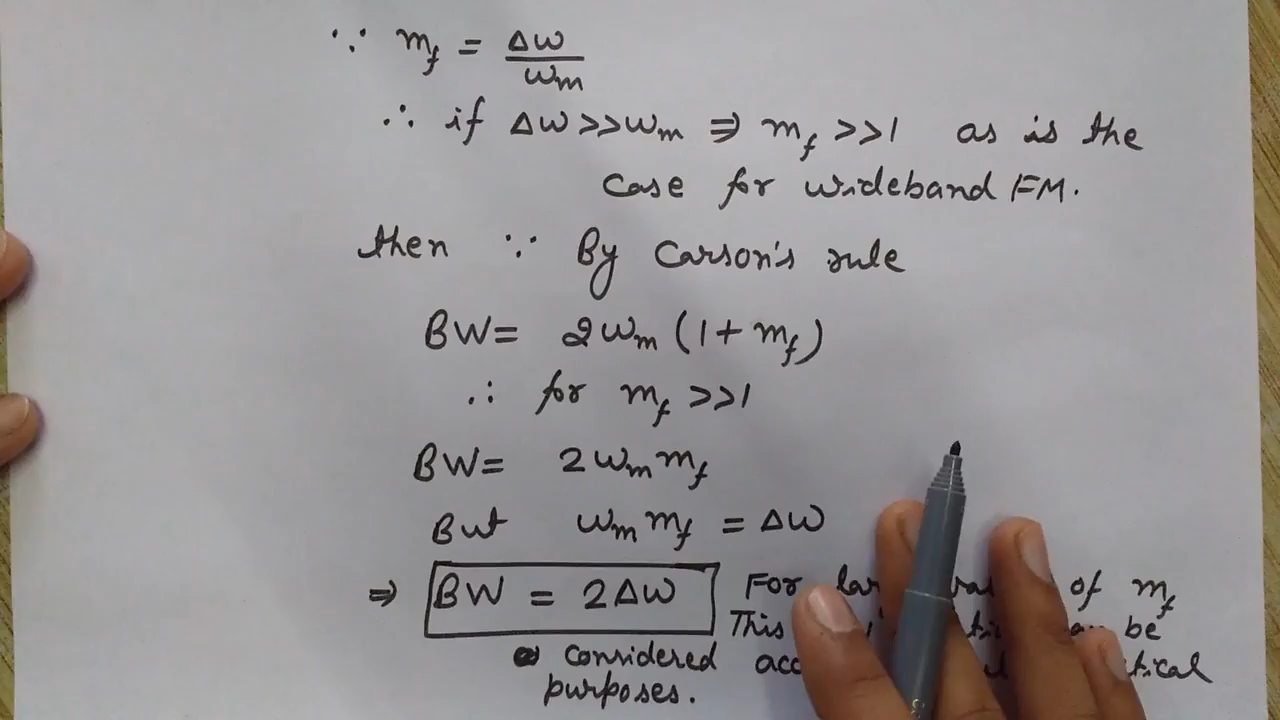 ∵ m_f = Δω/ω_m
∴ if Δω>>ω_m ⇒ m_f >>1 as is the
case for wideband FM.
then ∵ By Carson's rule
BW= 2ω_m (1+m_f)
∴ for m_f >>1
BW= 2ω_m m_f
But ω_m m_f = Δω
⇒ BW = 2Δω For of m_f
This be
considered
purposes.